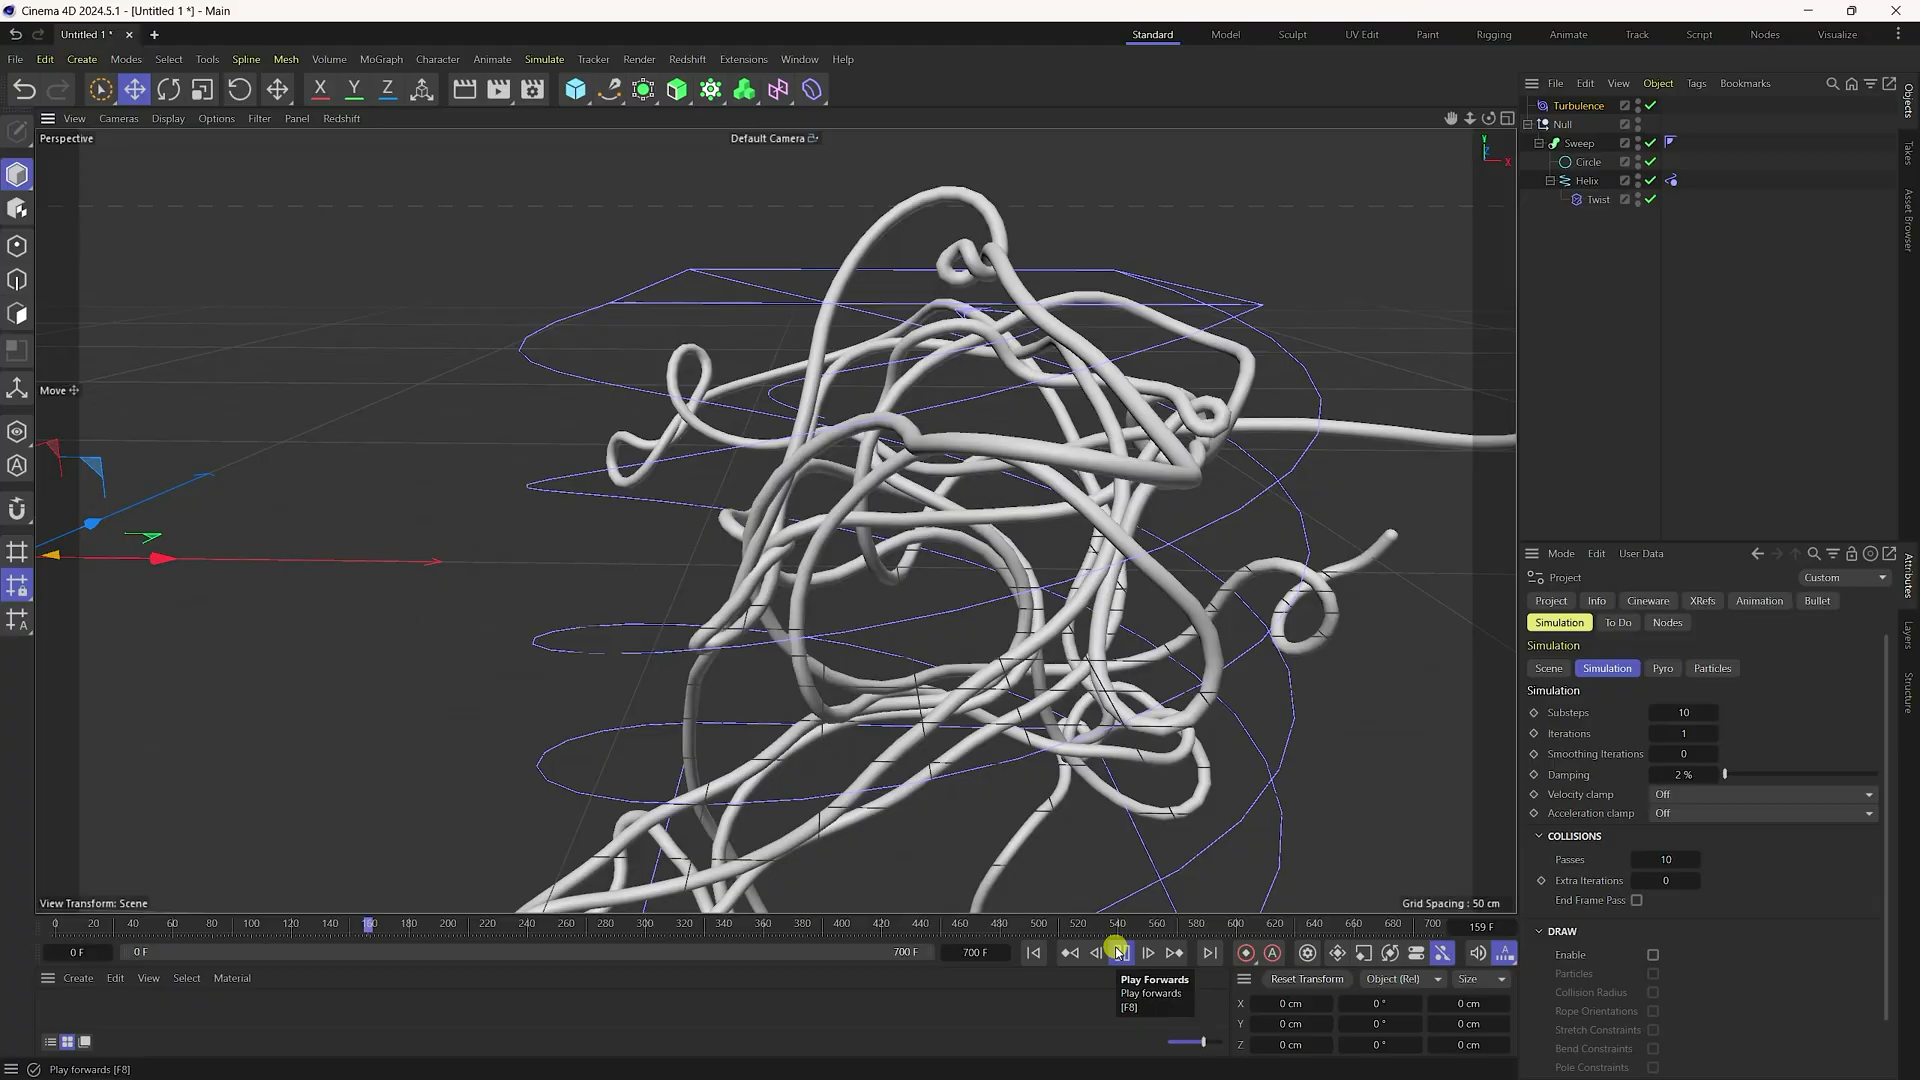 Cinema 4D 2024.5.1 - [Untitled 1 *] - Main
Untitled 1 *
Standard Model Sculpt UV Edit Paint Rigging Animate Track Script Nodes Visualize
File Edit Create Modes Select Tools Spline Mesh Volume MoGraph Character Animate Simulate Tracker Render Redshift Extensions Window Help
X Y Z
File Edit View Object Tags Bookmarks
View Cameras Display Options Filter Panel Redshift
Perspective
Default Camera
Y
Z
X
Turbulence
Null
Sweep
Circle
Helix
Twist
Objects
Takes
Asset Browser
Move
Mode Edit User Data
Project
Custom
Project Info Cineware XRefs Animation Bullet
Simulation To Do Nodes
Simulation
Scene Simulation Pyro Particles
Simulation
Substeps 10
Iterations 1
Smoothing Iterations 0
Damping 2 %
Velocity clamp Off
Acceleration clamp Off
COLLISIONS
Passes 10
Extra Iterations 0
End Frame Pass
DRAW
Enable
Particles
Collision Radius
Rope Orientations
Stretch Constraints
Bend Constraints
Pole Constraints
Attributes
Layers
Structure
View Transform: Scene
Grid Spacing : 50 cm
0 20 40 60 80 100 120 140 160 180 200 220 240 260 280 300 320 340 360 380 400 420 440 460 480 500 520 540 560 580 600 620 640 660 680 700
159 F
0 F 0 F 700 F 700 F
Play Forwards
Play forwards
[F8]
Create Edit View Select Material
Reset Transform Object (Rel) Size
X 0 cm 0 ° 0 cm
Y 0 cm 0 ° 0 cm
Z 0 cm 0 ° 0 cm
Play forwards [F8]